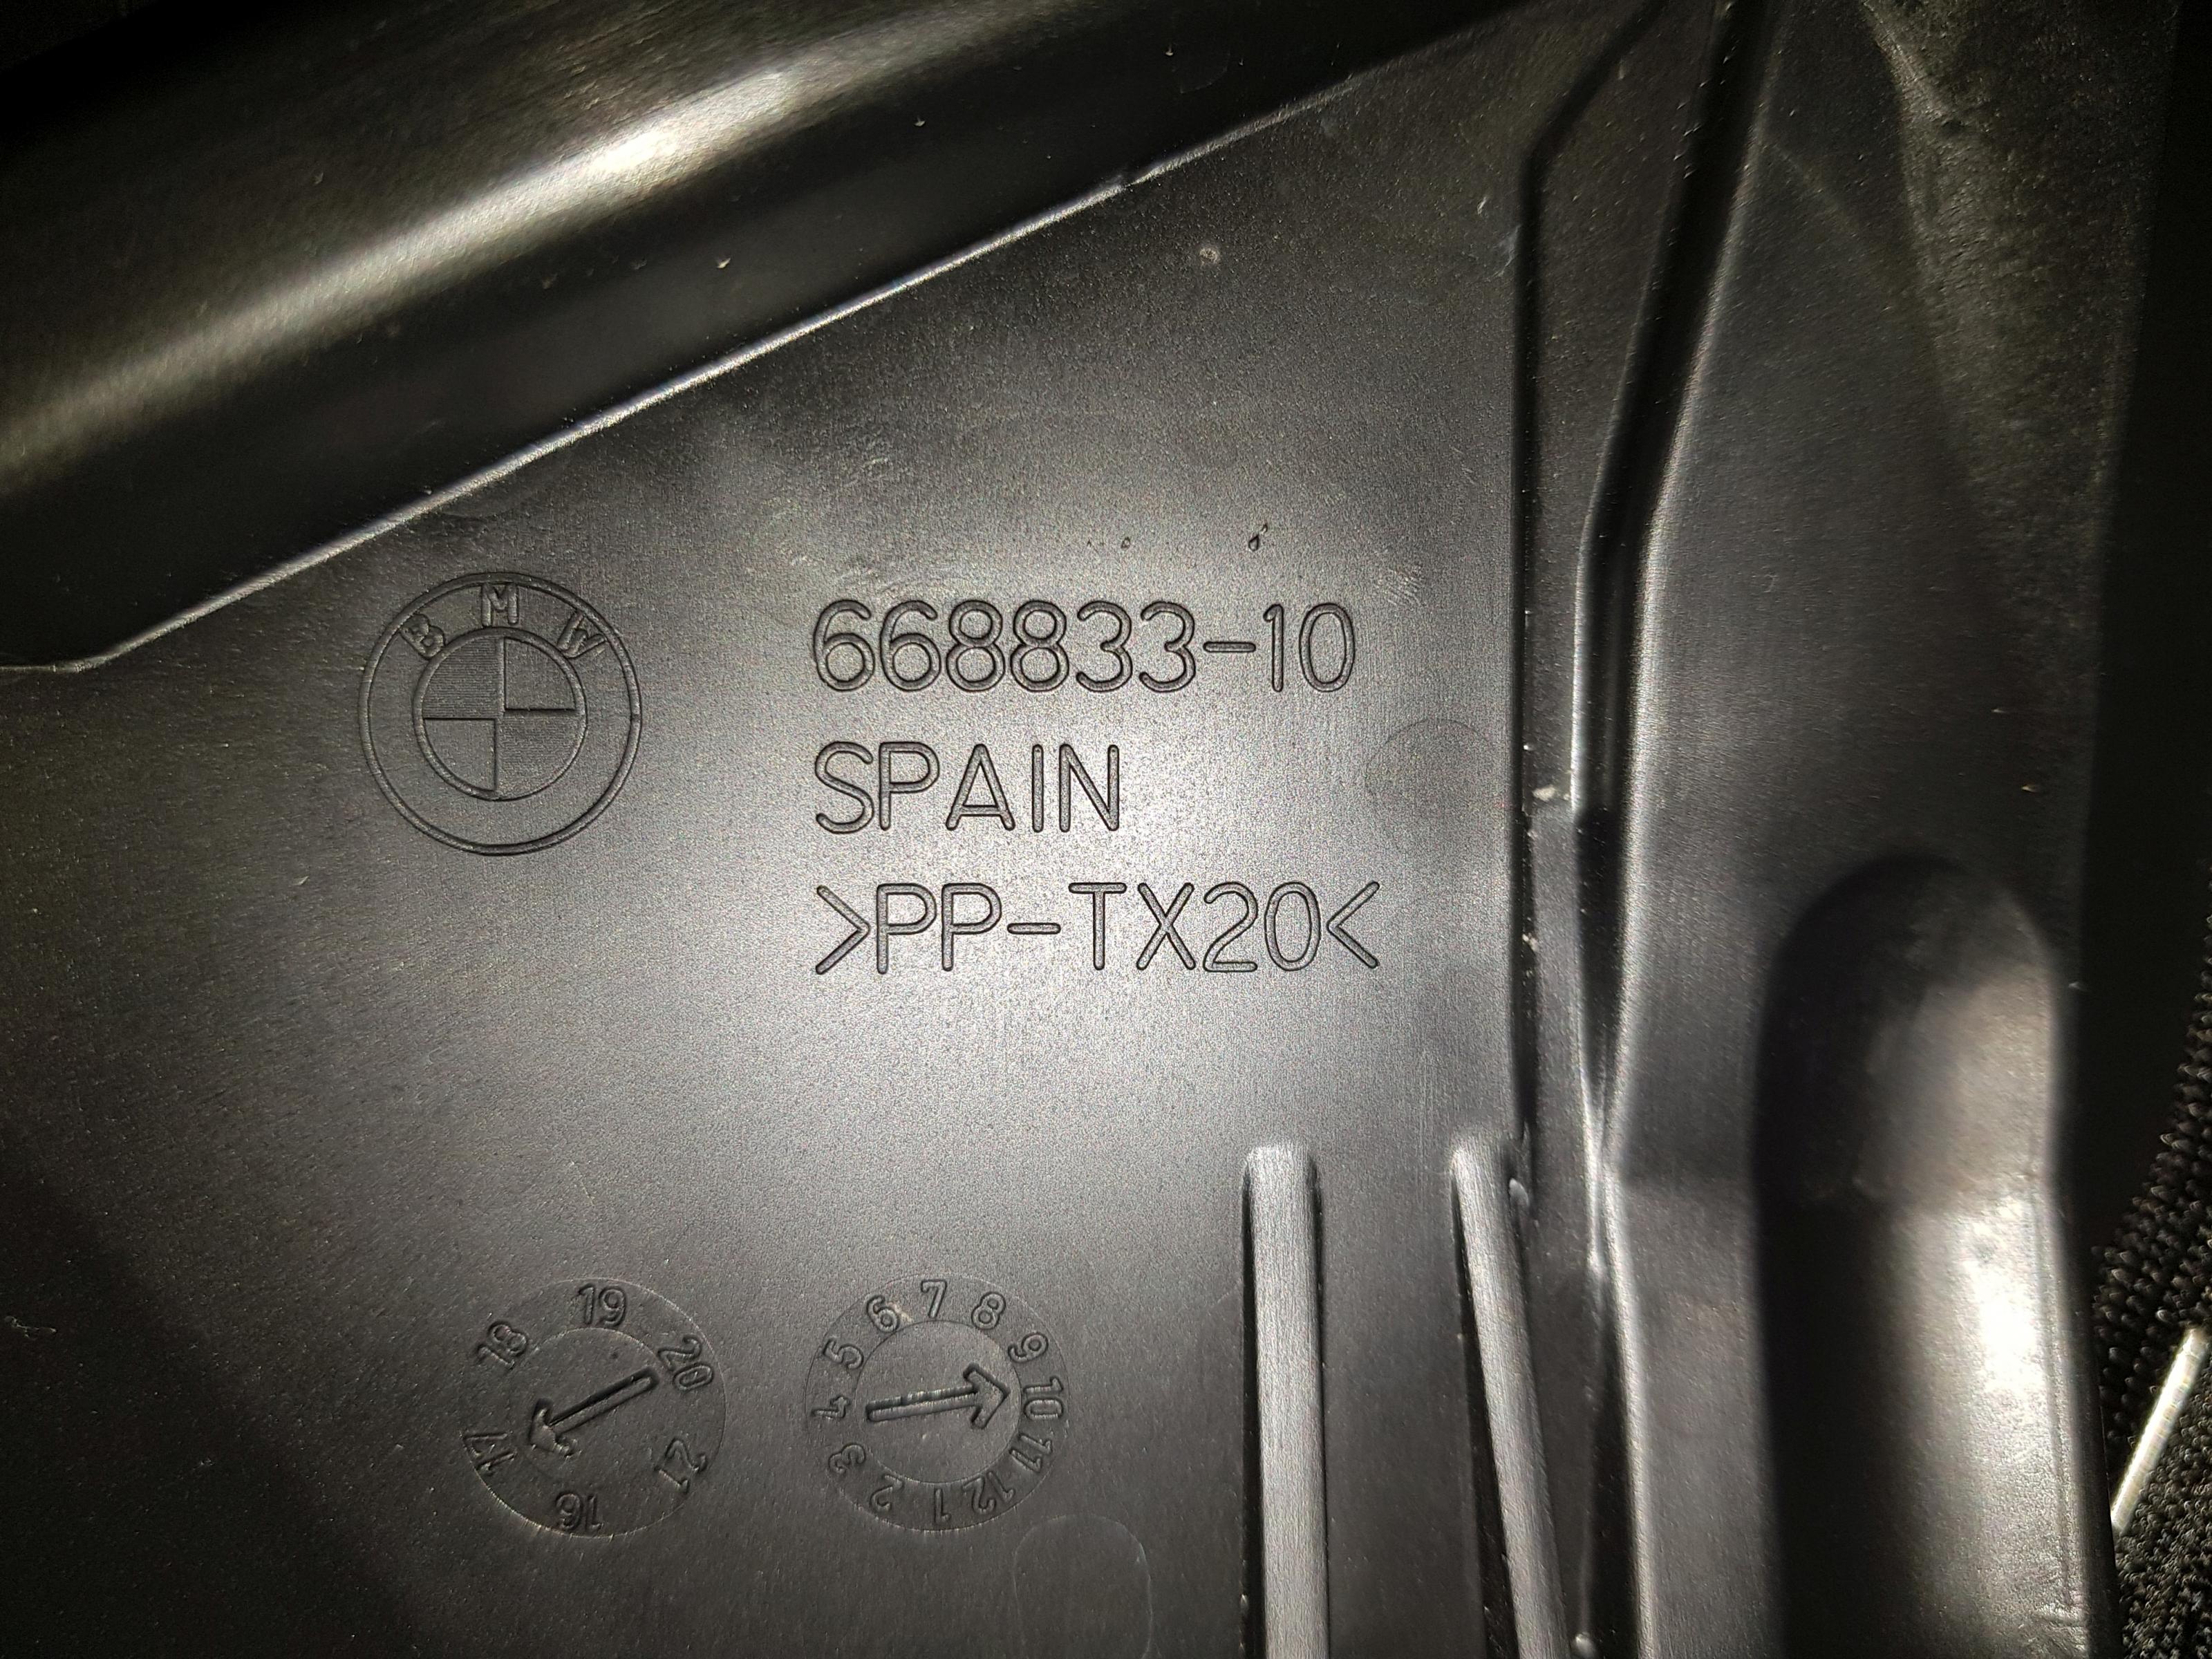 BMW
668833-10
SPAIN
>PP-TX20<
16 17 18 19 20 21
1 2 3 4 5 6 7 8 9 10 11 12